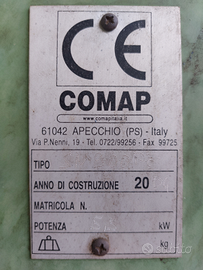 CE
COMAP
www.comapitalia.it
61042 APECCHIO (PS) - Italy
Via P. Nenni, 19 - Tel. 0722/99256 - Fax 99725
TIPO
ANNO DI COSTRUZIONE 20
MATRICOLA N.
POTENZA kW
kg